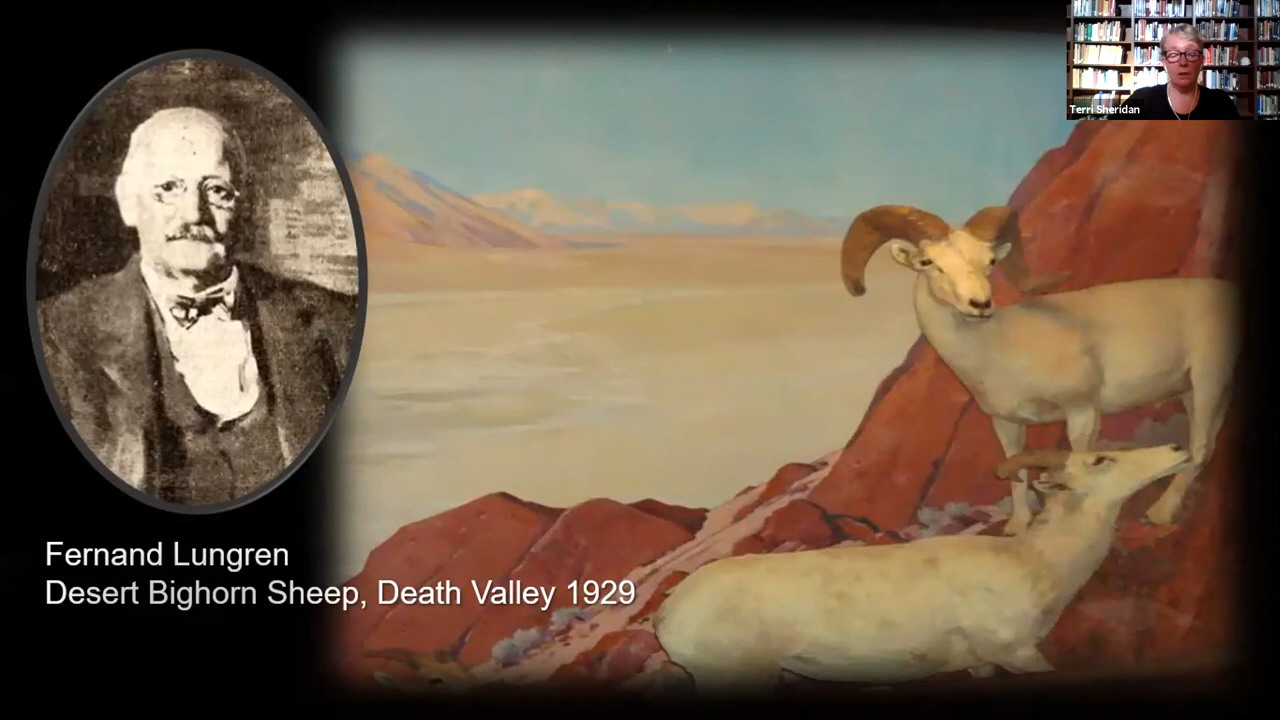 Terri Sheridan
Fernand Lungren
Desert Bighorn Sheep, Death Valley 1929